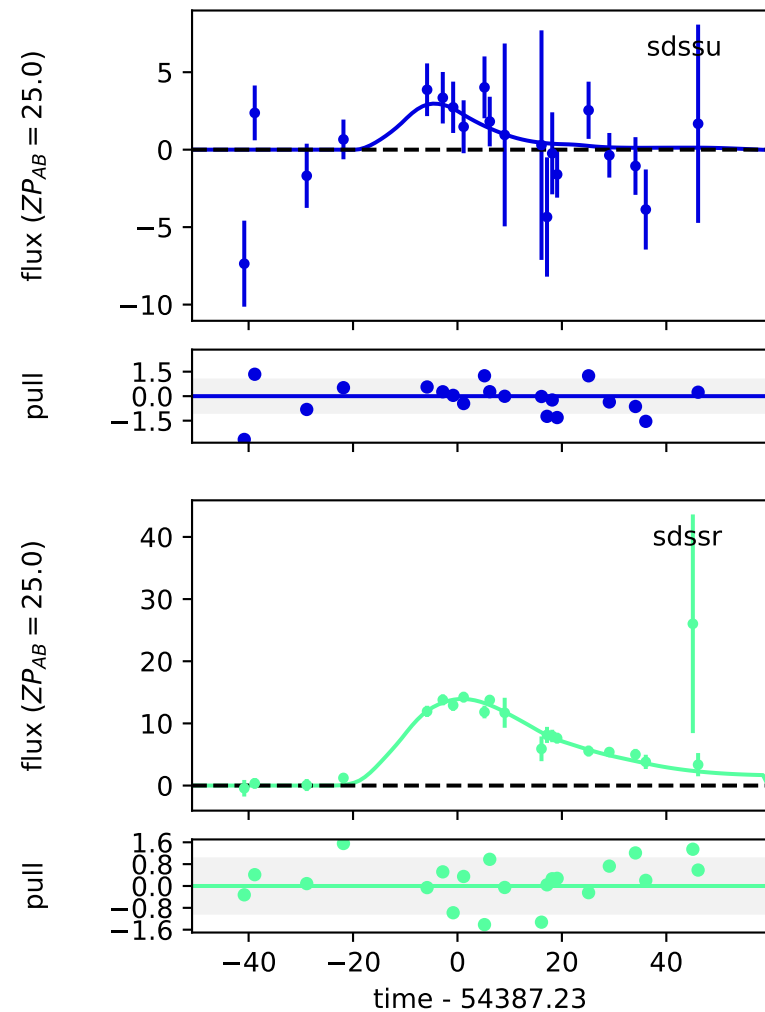 sdssu
flux (ZP_AB = 25.0)
5
0
−5
−10
pull
1.5
0.0
−1.5
sdssr
flux (ZP_AB = 25.0)
40
30
20
10
0
pull
1.6
0.8
0.0
−0.8
−1.6
−40 −20 0 20 40
time - 54387.23